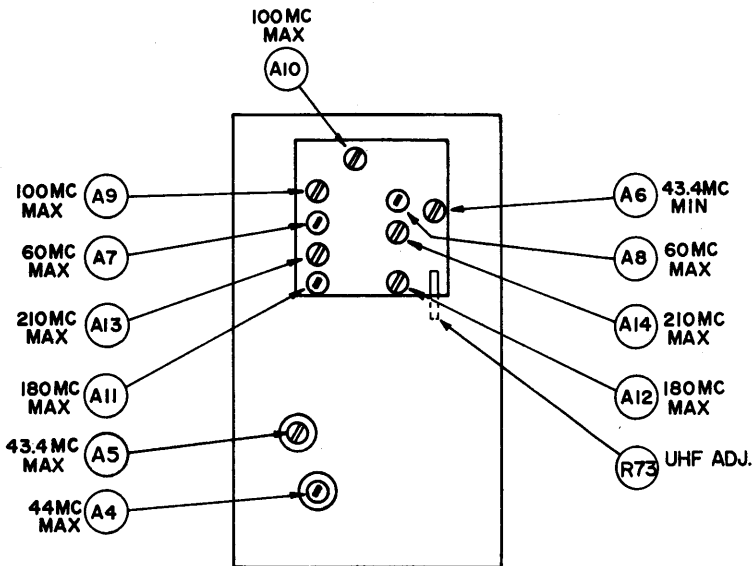 100MC
MAX
A10
100MC
MAX
A9
60MC
MAX
A7
210MC
MAX
A13
180MC
MAX
A11
43.4MC
MAX
A5
44MC
MAX
A4
A6
43.4MC
MIN
A8
60MC
MAX
A14
210MC
MAX
A12
180MC
MAX
R73
UHF ADJ.